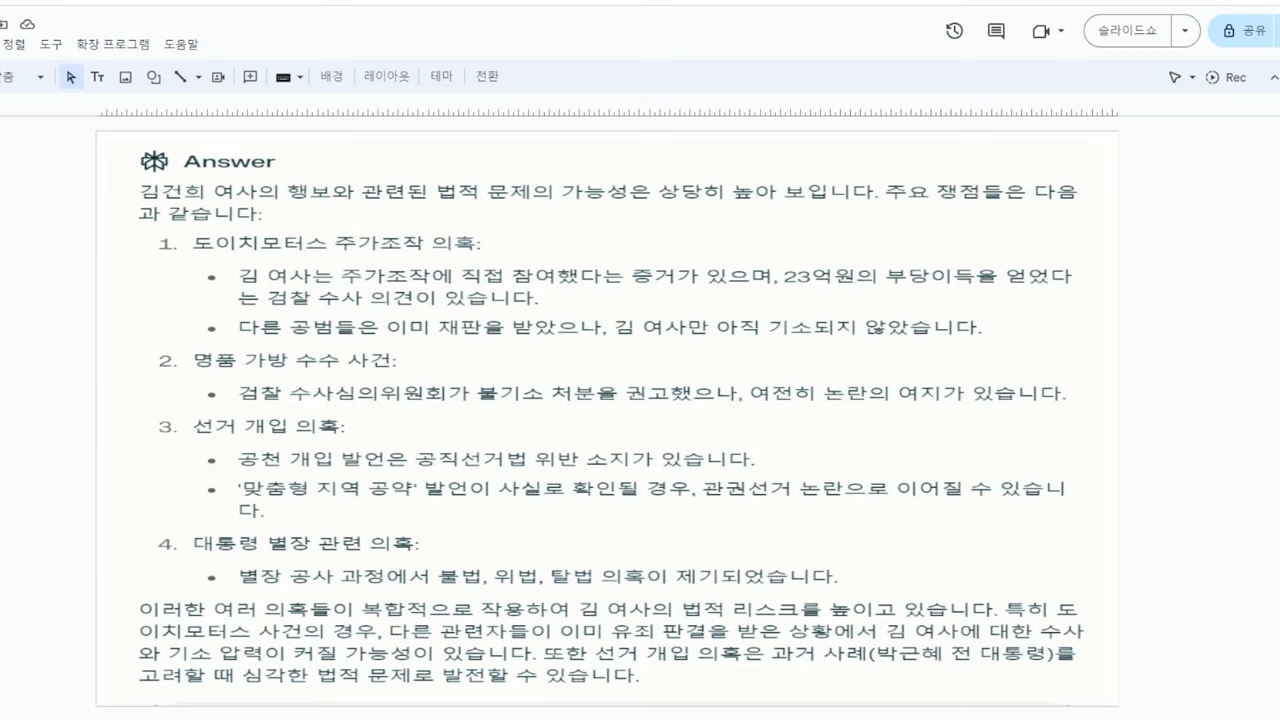 정렬 도구 확장 프로그램 도움말
슬라이드쇼
공유
배경 레이아웃 테마 전환
Rec
Answer
김건희 여사의 행보와 관련된 법적 문제의 가능성은 상당히 높아 보입니다. 주요 쟁점들은 다음
과 같습니다:
1. 도이치모터스 주가조작 의혹:
• 김 여사는 주가조작에 직접 참여했다는 증거가 있으며, 23억원의 부당이득을 얻었다
는 검찰 수사 의견이 있습니다.
• 다른 공범들은 이미 재판을 받았으나, 김 여사만 아직 기소되지 않았습니다.
2. 명품 가방 수수 사건:
• 검찰 수사심의위원회가 불기소 처분을 권고했으나, 여전히 논란의 여지가 있습니다.
3. 선거 개입 의혹:
• 공천 개입 발언은 공직선거법 위반 소지가 있습니다.
• '맞춤형 지역 공약' 발언이 사실로 확인될 경우, 관권선거 논란으로 이어질 수 있습니
다.
4. 대통령 별장 관련 의혹:
• 별장 공사 과정에서 불법, 위법, 탈법 의혹이 제기되었습니다.
이러한 여러 의혹들이 복합적으로 작용하여 김 여사의 법적 리스크를 높이고 있습니다. 특히 도
이치모터스 사건의 경우, 다른 관련자들이 이미 유죄 판결을 받은 상황에서 김 여사에 대한 수사
와 기소 압력이 커질 가능성이 있습니다. 또한 선거 개입 의혹은 과거 사례(박근혜 전 대통령)를
고려할 때 심각한 법적 문제로 발전할 수 있습니다.